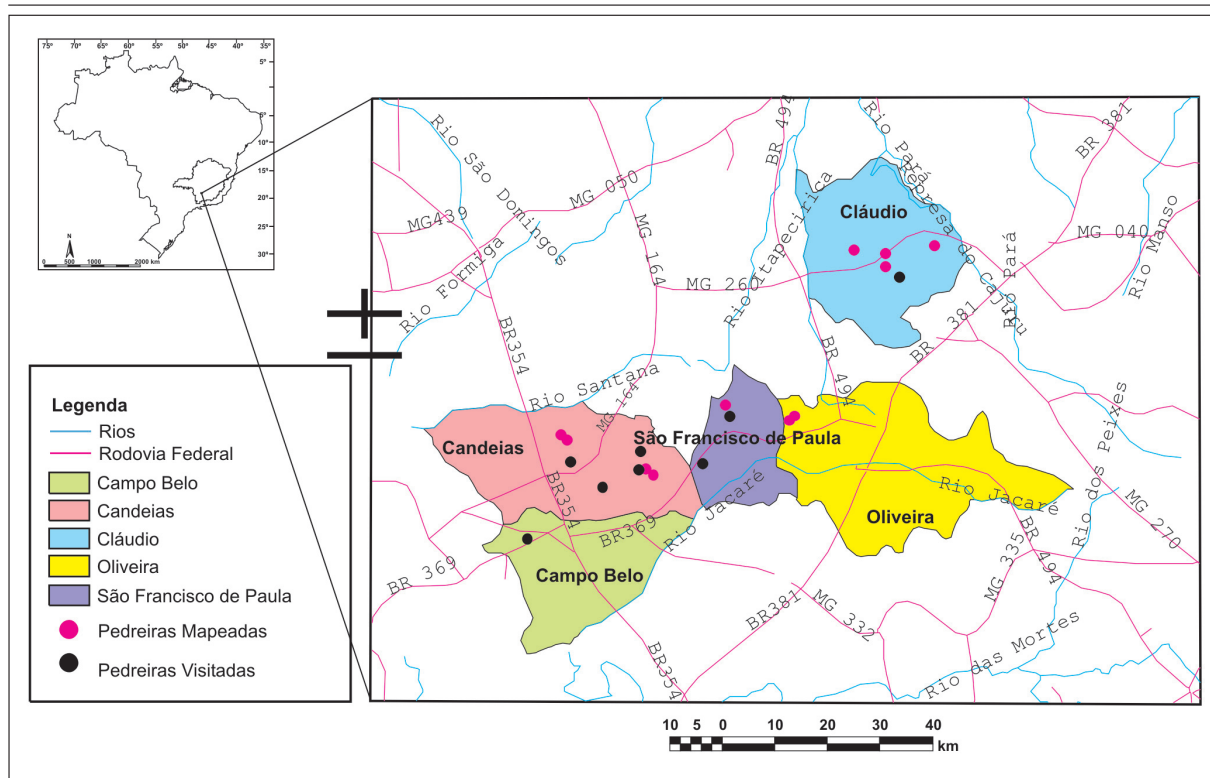 75° 70° 65° 60° 55° 50° 45° 40° 35°
5°
5°
10°
15°
20°
25°
30°
N
0 500 1000 2000 km
Rio São Domingos
BR 494
Rio Pará
BR 381
Represa do Cajuru
MG 050
MG439
MG 164
Rio Itapecirica
Cláudio
Rio Pará
MG 040
Rio Manso
Rio Formiga
MG 260
BR354
BR 381
BR 494
Rio Santana
MG 164
Rio dos Peixes
Candeias
São Francisco de Paula
Rio Jacaré
Rio Jacaré
Oliveira
BR354
BR369
BR 369
Campo Belo
MG 270
BR 494
MG 335
BR381
MG 332
Rio das Mortes
BR354
Legenda
Rios
Rodovia Federal
Campo Belo
Candeias
Cláudio
Oliveira
São Francisco de Paula
Pedreiras Mapeadas
Pedreiras Visitadas
10 5 0 10 20 30 40
km